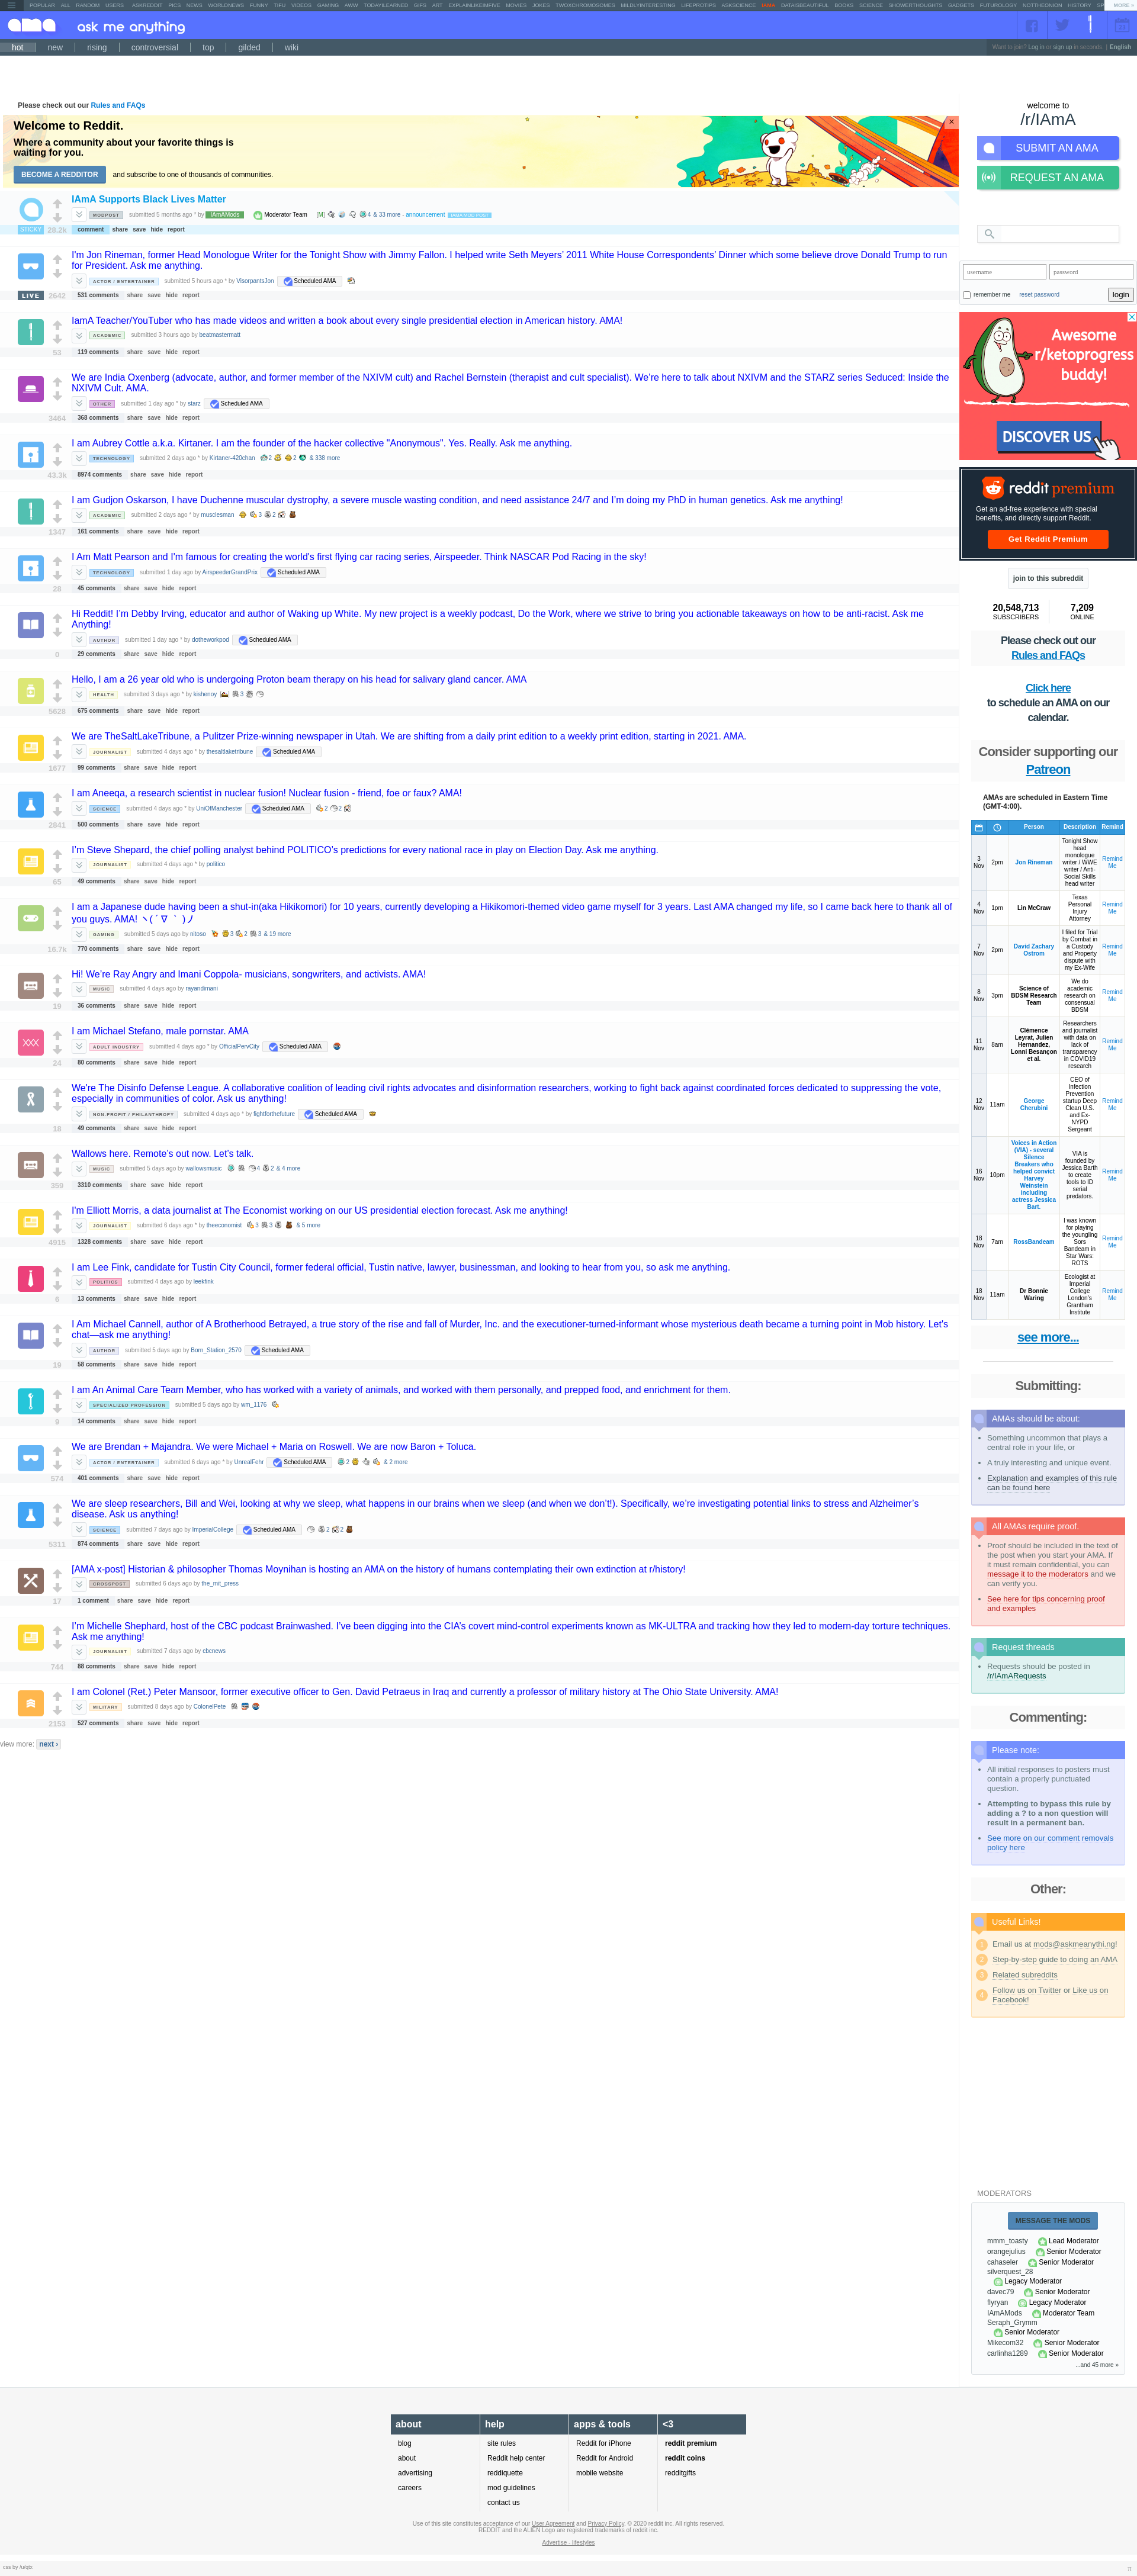 POPULAR ALL RANDOM USERS ASKREDDIT PICS NEWS WORLDNEWS FUNNY TIFU VIDEOS GAMING AWW TODAYILEARNED GIFS ART EXPLAINLIKEIMFIVE MOVIES JOKES TWOXCHROMOSOMES MILDLYINTERESTING LIFEPROTIPS ASKSCIENCE IAMA DATAISBEAUTIFUL BOOKS SCIENCE SHOWERTHOUGHTS GADGETS FUTUROLOGY NOTTHEONION HISTORY SP MORE »
ama ask me anything
hot new rising controversial top gilded wiki
Want to join? Log in or sign up in seconds. | English
Please check out our Rules and FAQs
Welcome to Reddit.
Where a community about your favorite things is
waiting for you.
BECOME A REDDITOR and subscribe to one of thousands of communities.
IAmA Supports Black Lives Matter
MODPOST submitted 5 months ago * by IAmAMods Moderator Team [M] 4 & 33 more - announcement
STICKY 28.2k comment share save hide report
I'm Jon Rineman, former Head Monologue Writer for the Tonight Show with Jimmy Fallon. I helped write Seth Meyers' 2011 White House Correspondents' Dinner which some believe drove Donald Trump to run
for President. Ask me anything.
ACTOR / ENTERTAINER submitted 5 hours ago * by VisorpantsJon Scheduled AMA
LIVE 2642 531 comments share save hide report
IamA Teacher/YouTuber who has made videos and written a book about every single presidential election in American history. AMA!
ACADEMIC submitted 3 hours ago by beatmastermatt
53 119 comments share save hide report
We are India Oxenberg (advocate, author, and former member of the NXIVM cult) and Rachel Bernstein (therapist and cult specialist). We're here to talk about NXIVM and the STARZ series Seduced: Inside the
NXIVM Cult. AMA.
OTHER submitted 1 day ago * by starz Scheduled AMA
3464 368 comments share save hide report
I am Aubrey Cottle a.k.a. Kirtaner. I am the founder of the hacker collective "Anonymous". Yes. Really. Ask me anything.
TECHNOLOGY submitted 2 days ago * by Kirtaner-420chan 2 2 & 338 more
43.3k 8974 comments share save hide report
I am Gudjon Oskarson, I have Duchenne muscular dystrophy, a severe muscle wasting condition, and need assistance 24/7 and I'm doing my PhD in human genetics. Ask me anything!
ACADEMIC submitted 2 days ago * by musclesman 3 2
1347 161 comments share save hide report
I Am Matt Pearson and I'm famous for creating the world's first flying car racing series, Airspeeder. Think NASCAR Pod Racing in the sky!
TECHNOLOGY submitted 1 day ago by AirspeederGrandPrix Scheduled AMA
28 45 comments share save hide report
Hi Reddit! I'm Debby Irving, educator and author of Waking up White. My new project is a weekly podcast, Do the Work, where we strive to bring you actionable takeaways on how to be anti-racist. Ask me
Anything!
AUTHOR submitted 1 day ago * by dotheworkpod Scheduled AMA
0 29 comments share save hide report
Hello, I am a 26 year old who is undergoing Proton beam therapy on his head for salivary gland cancer. AMA
HEALTH submitted 3 days ago * by kishenoy 3
5628 675 comments share save hide report
We are TheSaltLakeTribune, a Pulitzer Prize-winning newspaper in Utah. We are shifting from a daily print edition to a weekly print edition, starting in 2021. AMA.
JOURNALIST submitted 4 days ago * by thesaltlaketribune Scheduled AMA
1677 99 comments share save hide report
I am Aneeqa, a research scientist in nuclear fusion! Nuclear fusion - friend, foe or faux? AMA!
SCIENCE submitted 4 days ago * by UniOfManchester Scheduled AMA 2 2
2841 500 comments share save hide report
I'm Steve Shepard, the chief polling analyst behind POLITICO's predictions for every national race in play on Election Day. Ask me anything.
JOURNALIST submitted 4 days ago * by politico
65 49 comments share save hide report
I am a Japanese dude having been a shut-in(aka Hikikomori) for 10 years, currently developing a Hikikomori-themed video game myself for 3 years. Last AMA changed my life, so I came back here to thank all of
you guys. AMA! ヽ( ´ ∇ ｀ )ノ
GAMING submitted 5 days ago * by nitoso 3 2 3 & 19 more
16.7k 770 comments share save hide report
Hi! We're Ray Angry and Imani Coppola- musicians, songwriters, and activists. AMA!
MUSIC submitted 4 days ago by rayandimani
18 36 comments share save hide report
I am Michael Stefano, male pornstar. AMA
ADULT INDUSTRY submitted 4 days ago * by OfficialPervCity Scheduled AMA
24 80 comments share save hide report
We're The Disinfo Defense League. A collaborative coalition of leading civil rights advocates and disinformation researchers, working to fight back against coordinated forces dedicated to suppressing the vote,
especially in communities of color. Ask us anything!
NON-PROFIT / PHILANTHROPY submitted 4 days ago * by fightforthefuture Scheduled AMA
18 49 comments share save hide report
Wallows here. Remote's out now. Let's talk.
MUSIC submitted 5 days ago by wallowsmusic 4 2 & 4 more
359 3310 comments share save hide report
I'm Elliott Morris, a data journalist at The Economist working on our US presidential election forecast. Ask me anything!
JOURNALIST submitted 6 days ago * by theeconomist 3 3 & 5 more
4915 1328 comments share save hide report
I am Lee Fink, candidate for Tustin City Council, former federal official, Tustin native, lawyer, businessman, and looking to hear from you, so ask me anything.
POLITICS submitted 4 days ago by leekfink
6 13 comments share save hide report
I Am Michael Cannell, author of A Brotherhood Betrayed, a true story of the rise and fall of Murder, Inc. and the executioner-turned-informant whose mysterious death became a turning point in Mob history. Let's
chat—ask me anything!
AUTHOR submitted 5 days ago by Born_Station_2570 Scheduled AMA
19 58 comments share save hide report
I am An Animal Care Team Member, who has worked with a variety of animals, and worked with them personally, and prepped food, and enrichment for them.
SPECIALIZED PROFESSION submitted 5 days ago by wm_1176
9 14 comments share save hide report
We are Brendan + Majandra. We were Michael + Maria on Roswell. We are now Baron + Toluca.
ACTOR / ENTERTAINER submitted 6 days ago * by UnrealFehr Scheduled AMA 2 & 2 more
574 401 comments share save hide report
We are sleep researchers, Bill and Wei, looking at why we sleep, what happens in our brains when we sleep (and when we don't!). Specifically, we're investigating potential links to stress and Alzheimer's
disease. Ask us anything!
SCIENCE submitted 7 days ago * by ImperialCollege Scheduled AMA 2 2
5311 874 comments share save hide report
[AMA x-post] Historian & philosopher Thomas Moynihan is hosting an AMA on the history of humans contemplating their own extinction at r/history!
CROSSPOST submitted 6 days ago by the_mit_press
17 1 comment share save hide report
I'm Michelle Shephard, host of the CBC podcast Brainwashed. I've been digging into the CIA's covert mind-control experiments known as MK-ULTRA and tracking how they led to modern-day torture techniques.
Ask me anything!
JOURNALIST submitted 7 days ago by cbcnews
744 88 comments share save hide report
I am Colonel (Ret.) Peter Mansoor, former executive officer to Gen. David Petraeus in Iraq and currently a professor of military history at The Ohio State University. AMA!
MILITARY submitted 8 days ago by ColonelPete
2153 527 comments share save hide report
view more: next ›
welcome to
/r/IAmA
SUBMIT AN AMA
REQUEST AN AMA
username password
remember me reset password login
Awesome
r/ketoprogress
buddy!
DISCOVER US
reddit premium
Get an ad-free experience with special
benefits, and directly support Reddit.
Get Reddit Premium
join to this subreddit
20,548,713 7,209
SUBSCRIBERS ONLINE
Please check out our
Rules and FAQs
Click here
to schedule an AMA on our
calendar.
Consider supporting our
Patreon
AMAs are scheduled in Eastern Time
(GMT-4:00).
Person Description Remind
3 Nov 2pm Jon Rineman Tonight Show head monologue writer / WWE writer / Anti-Social Skills head writer Remind Me
4 Nov 1pm Lin McCraw Texas Personal Injury Attorney Remind Me
7 Nov 2pm David Zachary Ostrom I filed for Trial by Combat in a Custody and Property dispute with my Ex-Wife Remind Me
8 Nov 3pm Science of BDSM Research Team We do academic research on consensual BDSM Remind Me
11 Nov 8am Clémence Leyrat, Julien Hernandez, Lonni Besançon et al. Researchers and journalist with data on lack of transparency in COVID19 research Remind Me
12 Nov 11am George Cherubini CEO of Infection Prevention startup Deep Clean U.S. and Ex-NYPD Sergeant Remind Me
16 Nov 10pm Voices in Action (VIA) - several Silence Breakers who helped convict Harvey Weinstein including actress Jessica Bart. VIA is founded by Jessica Barth to create tools to ID serial predators. Remind Me
18 Nov 7am RossBandeam I was known for playing the youngling Sors Bandeam in Star Wars: ROTS Remind Me
18 Nov 11am Dr Bonnie Waring Ecologist at Imperial College London's Grantham Institute Remind Me
see more...
Submitting:
AMAs should be about:
Something uncommon that plays a
central role in your life, or
A truly interesting and unique event.
Explanation and examples of this rule
can be found here
All AMAs require proof.
Proof should be included in the text of
the post when you start your AMA. If
it must remain confidential, you can
message it to the moderators and we
can verify you.
See here for tips concerning proof
and examples
Request threads
Requests should be posted in
/r/IAmARequests
Commenting:
Please note:
All initial responses to posters must
contain a properly punctuated
question.
Attempting to bypass this rule by
adding a ? to a non question will
result in a permanent ban.
See more on our comment removals
policy here
Other:
Useful Links!
1 Email us at mods@askmeanythi.ng!
2 Step-by-step guide to doing an AMA
3 Related subreddits
4 Follow us on Twitter or Like us on
Facebook!
MODERATORS
MESSAGE THE MODS
mmm_toasty Lead Moderator
orangejulius Senior Moderator
cahaseler Senior Moderator
silverquest_28
Legacy Moderator
davec79 Senior Moderator
flyryan Legacy Moderator
IAmAMods Moderator Team
Seraph_Grymm
Senior Moderator
Mikecom32 Senior Moderator
carlinha1289 Senior Moderator
...and 45 more »
about help apps & tools <3
blog site rules Reddit for iPhone reddit premium
about Reddit help center Reddit for Android reddit coins
advertising reddiquette mobile website redditgifts
careers mod guidelines
contact us
Use of this site constitutes acceptance of our User Agreement and Privacy Policy. © 2020 reddit inc. All rights reserved.
REDDIT and the ALIEN Logo are registered trademarks of reddit inc.
Advertise - lifestyles
css by /u/qtx π